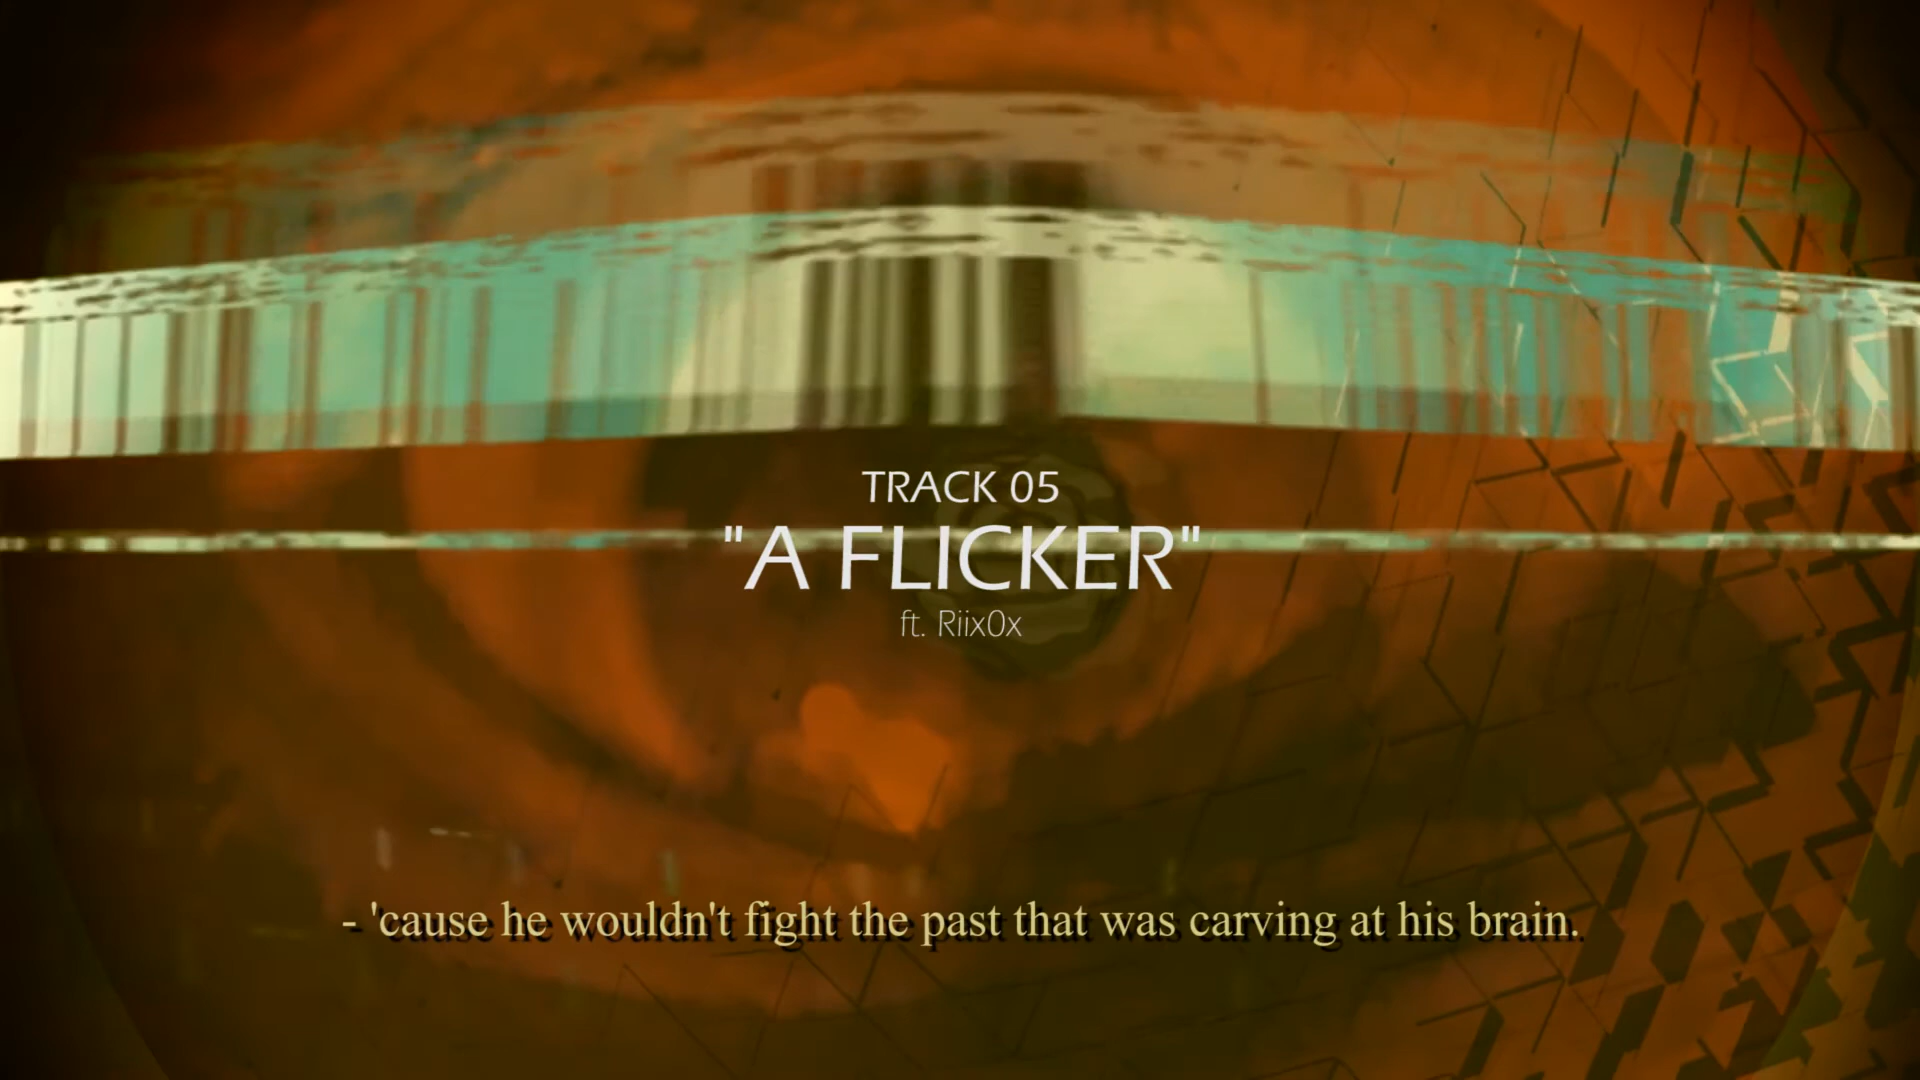 TRACK 05
"A FLICKER"
ft. Riix0x
- 'cause he wouldn't fight the past that was carving at his brain.